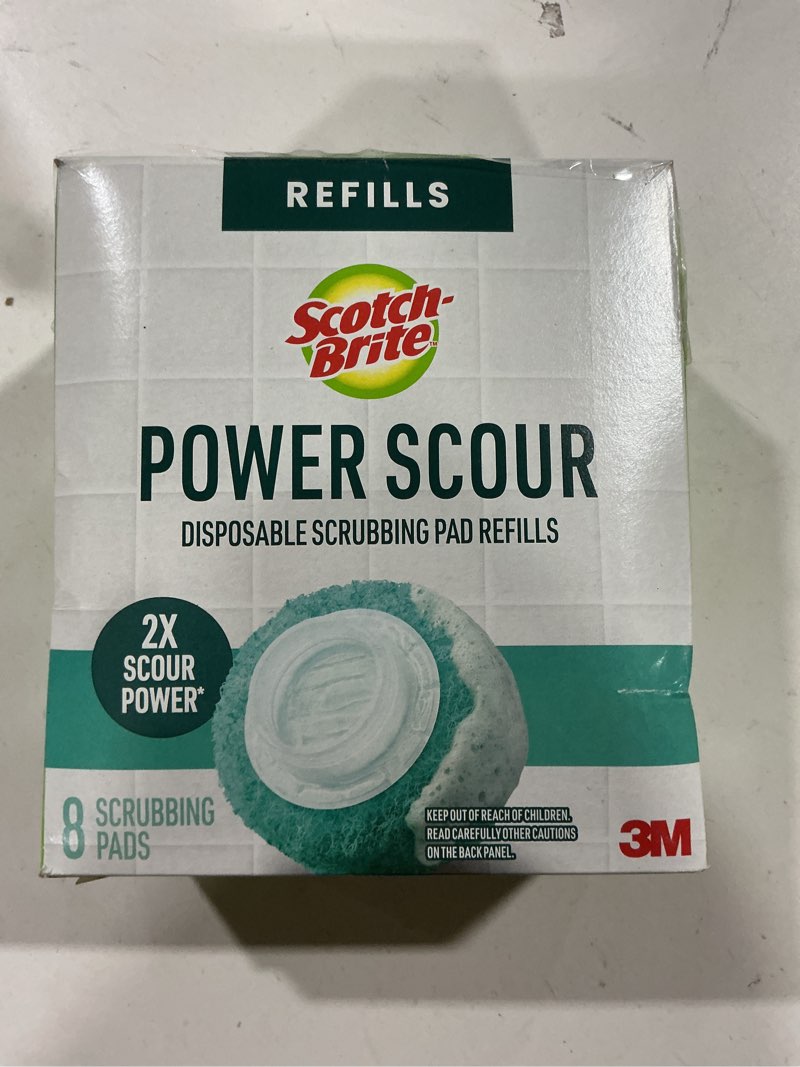 REFILLS
Scotch-
Brite™
POWER SCOUR
DISPOSABLE SCRUBBING PAD REFILLS
2X
SCOUR
POWER*
8 SCRUBBING
PADS
KEEP OUT OF REACH OF CHILDREN.
READ CAREFULLY OTHER CAUTIONS
ON THE BACK PANEL.
3M